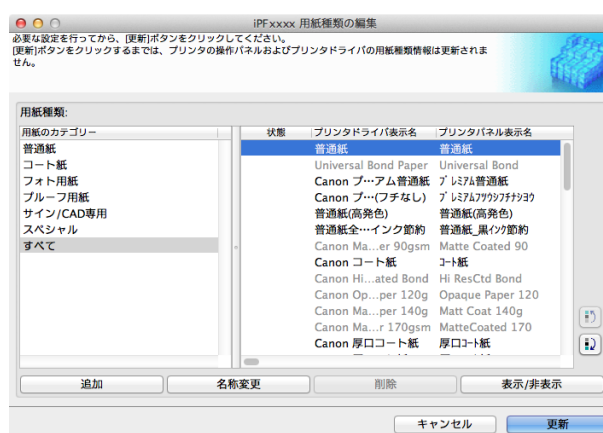 iPFxxxx 用紙種類の編集
必要な設定を行ってから、[更新]ボタンをクリックしてください。
[更新]ボタンをクリックするまでは、プリンタの操作パネルおよびプリンタドライバの用紙種類情報は更新されま
せん。
用紙種類:
用紙のカテゴリー 状態 プリンタドライバ表示名 プリンタパネル表示名
普通紙 普通紙 普通紙
コート紙 Universal Bond Paper Universal Bond
フォト用紙 Canon プ…アム普通紙 プレミアム普通紙
プルーフ用紙 Canon プ…(フチなし) プレミアムフツウシフチナシヨウ
サイン/CAD専用 普通紙(高発色) 普通紙(高発色)
スペシャル 普通紙全…インク節約 普通紙_黒インク節約
すべて Canon Ma…er 90gsm Matte Coated 90
Canon コート紙 コート紙
Canon Hi…ated Bond Hi ResCtd Bond
Canon Op…per 120g Opaque Paper 120
Canon Ma…per 140g Matt Coat 140g
Canon Ma…r 170gsm MatteCoated 170
Canon 厚口コート紙 厚口コート紙
追加 名称変更 削除 表示/非表示
キャンセル 更新